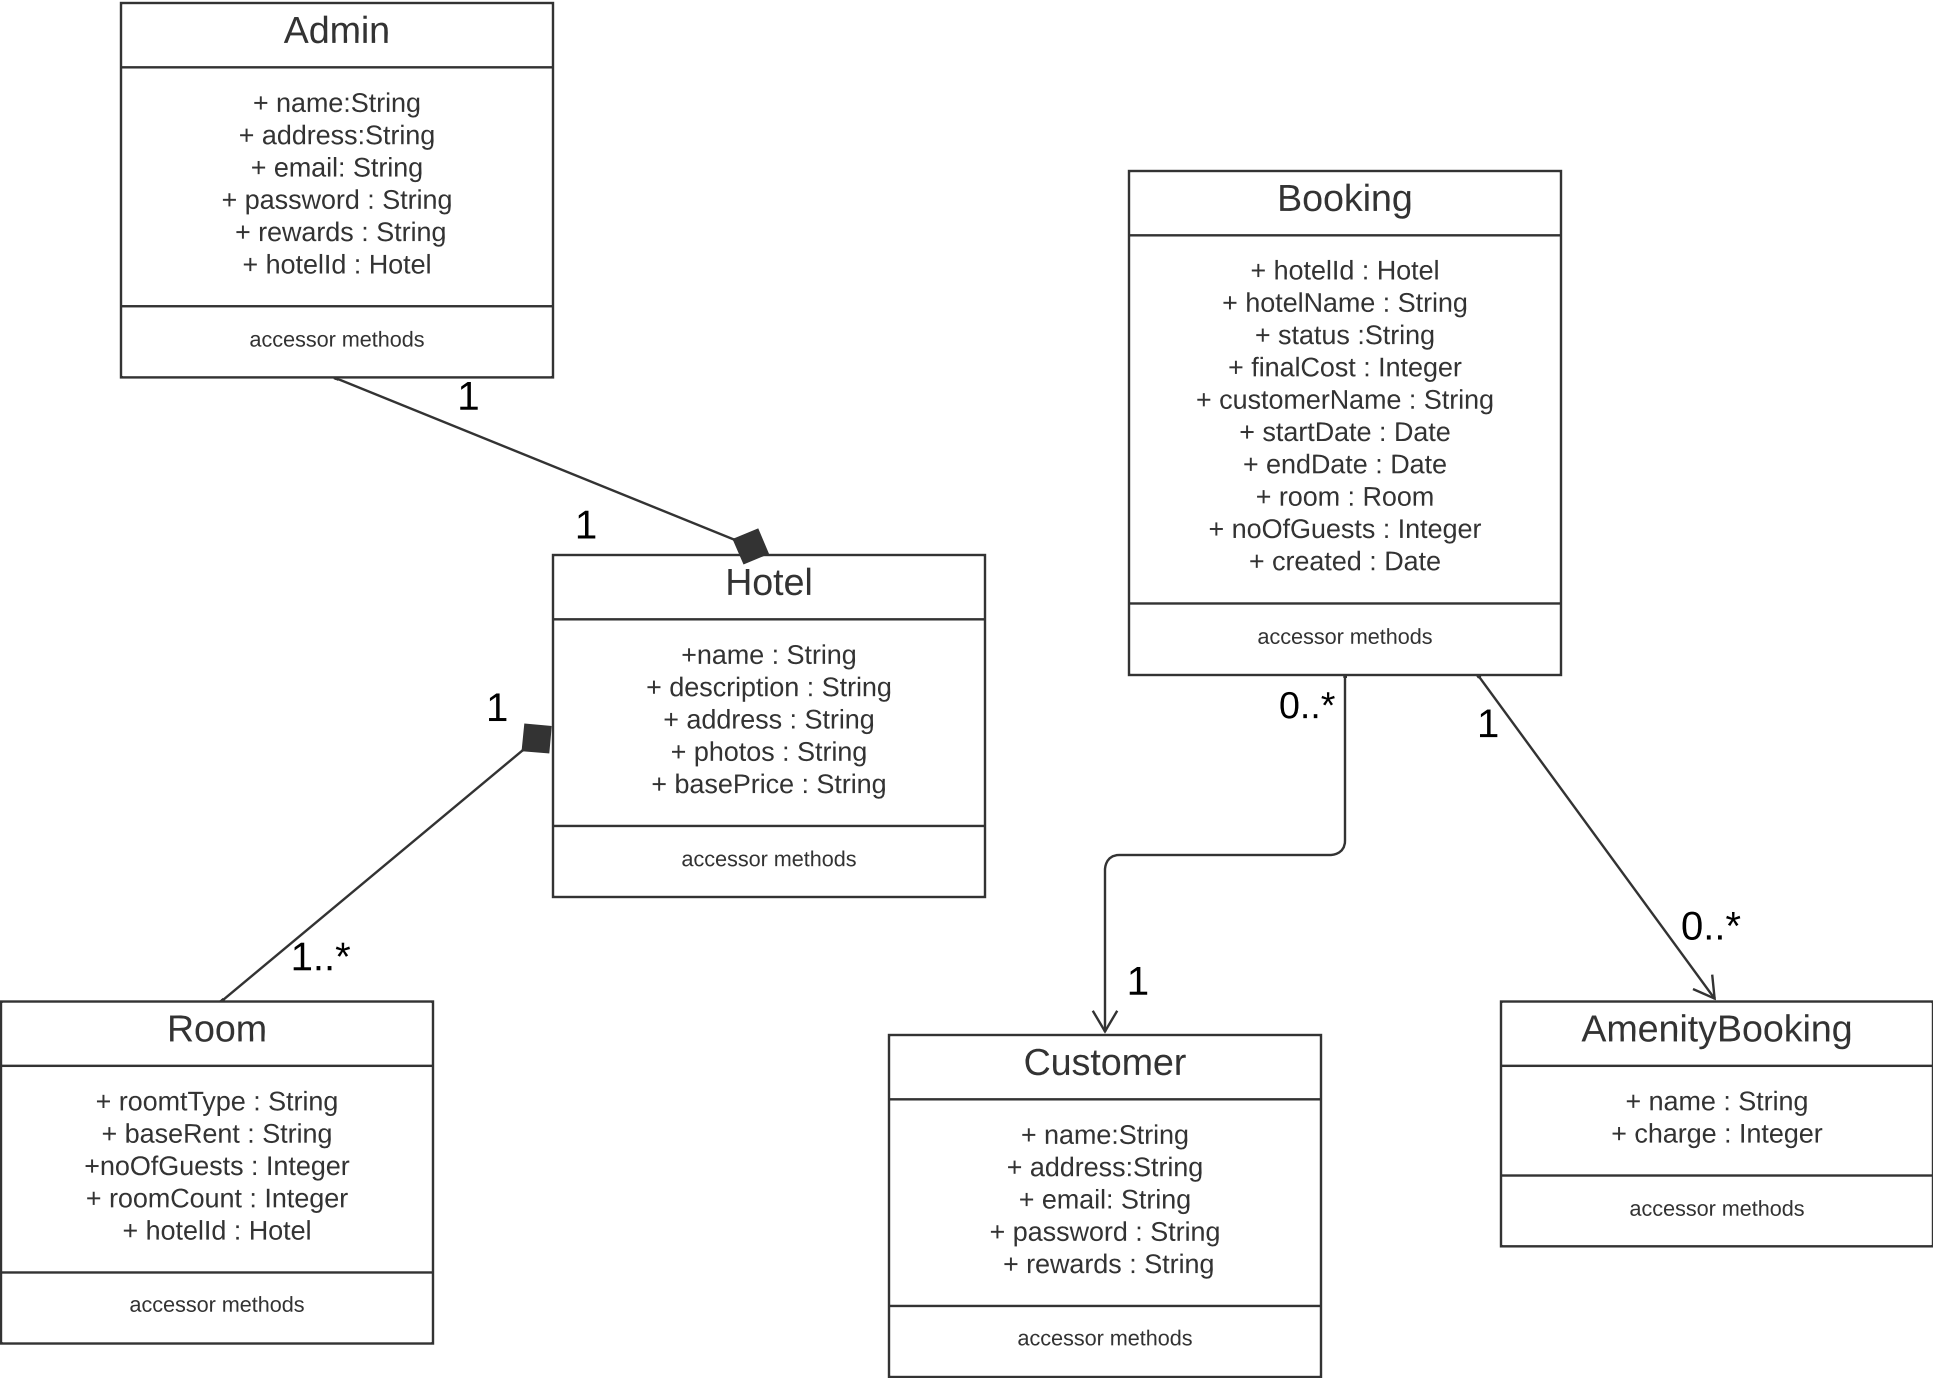 Admin
+ name:String
+ address:String
+ email: String
+ password : String
+ rewards : String
+ hotelId : Hotel
accessor methods
1
1
Hotel
+name : String
+ description : String
+ address : String
+ photos : String
+ basePrice : String
accessor methods
1
1..*
Room
+ roomtType : String
+ baseRent : String
+noOfGuests : Integer
+ roomCount : Integer
+ hotelId : Hotel
accessor methods
Booking
+ hotelId : Hotel
+ hotelName : String
+ status :String
+ finalCost : Integer
+ customerName : String
+ startDate : Date
+ endDate : Date
+ room : Room
+ noOfGuests : Integer
+ created : Date
accessor methods
0..*
1
1
0..*
Customer
+ name:String
+ address:String
+ email: String
+ password : String
+ rewards : String
accessor methods
AmenityBooking
+ name : String
+ charge : Integer
accessor methods